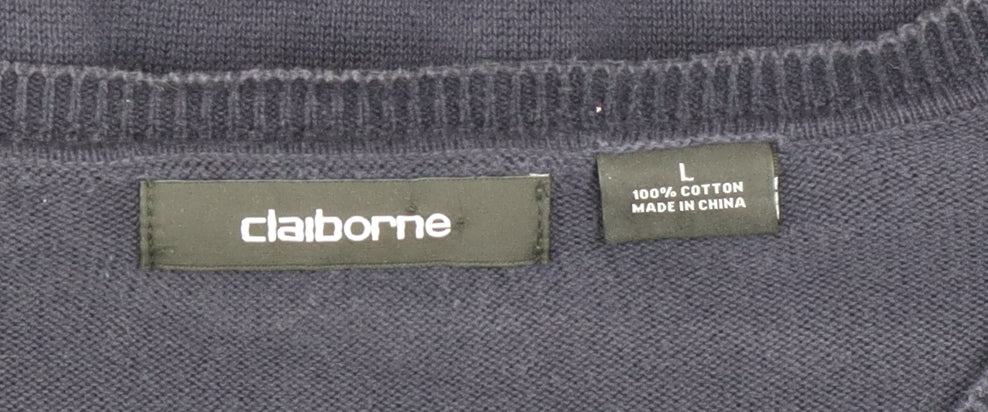 claiborne
L
100% COTTON
MADE IN CHINA